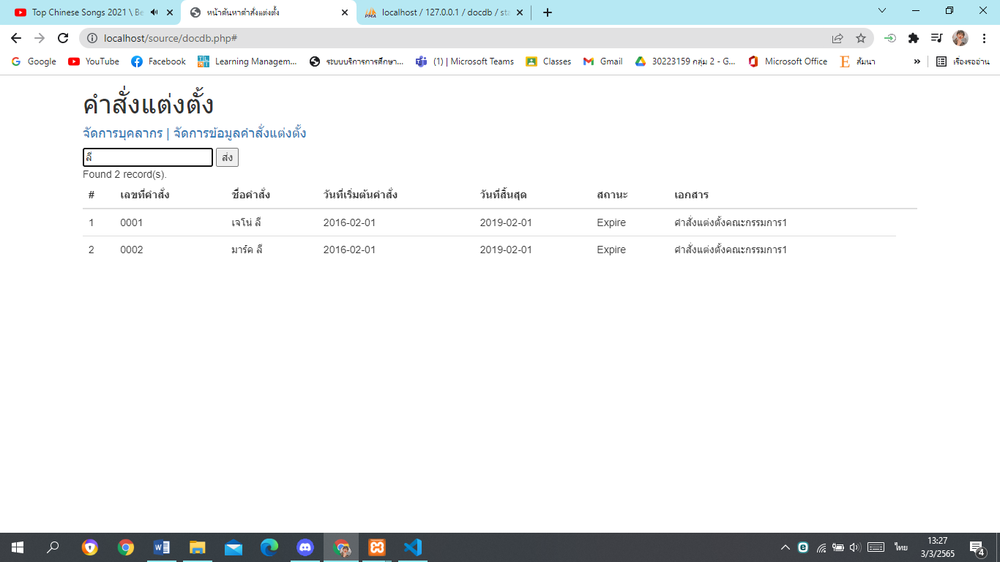 Top Chinese Songs 2021 \ Be
หน้าค้นหาคำสั่งแต่งตั้ง
localhost / 127.0.0.1 / docdb / sta
localhost/source/docdb.php#
Google YouTube Facebook Learning Managem... ระบบบริการการศึกษา... (1) | Microsoft Teams Classes Gmail 30223159 กลุ่ม 2 - G... Microsoft Office สัมนา » เรื่องรออ่าน
คำสั่งแต่งตั้ง
จัดการบุคลากร | จัดการข้อมูลคำสั่งแต่งตั้ง
ลี ส่ง
Found 2 record(s).
# เลขที่คำสั่ง ชื่อคำสั่ง วันที่เริ่มต้นคำสั่ง วันที่สิ้นสุด สถานะ เอกสาร
1 0001 เจโน่ ลี 2016-02-01 2019-02-01 Expire คำสั่งแต่งตั้งคณะกรรมการ1
2 0002 มาร์ค ลี 2016-02-01 2019-02-01 Expire คำสั่งแต่งตั้งคณะกรรมการ1
ไทย
13:27
3/3/2565
4